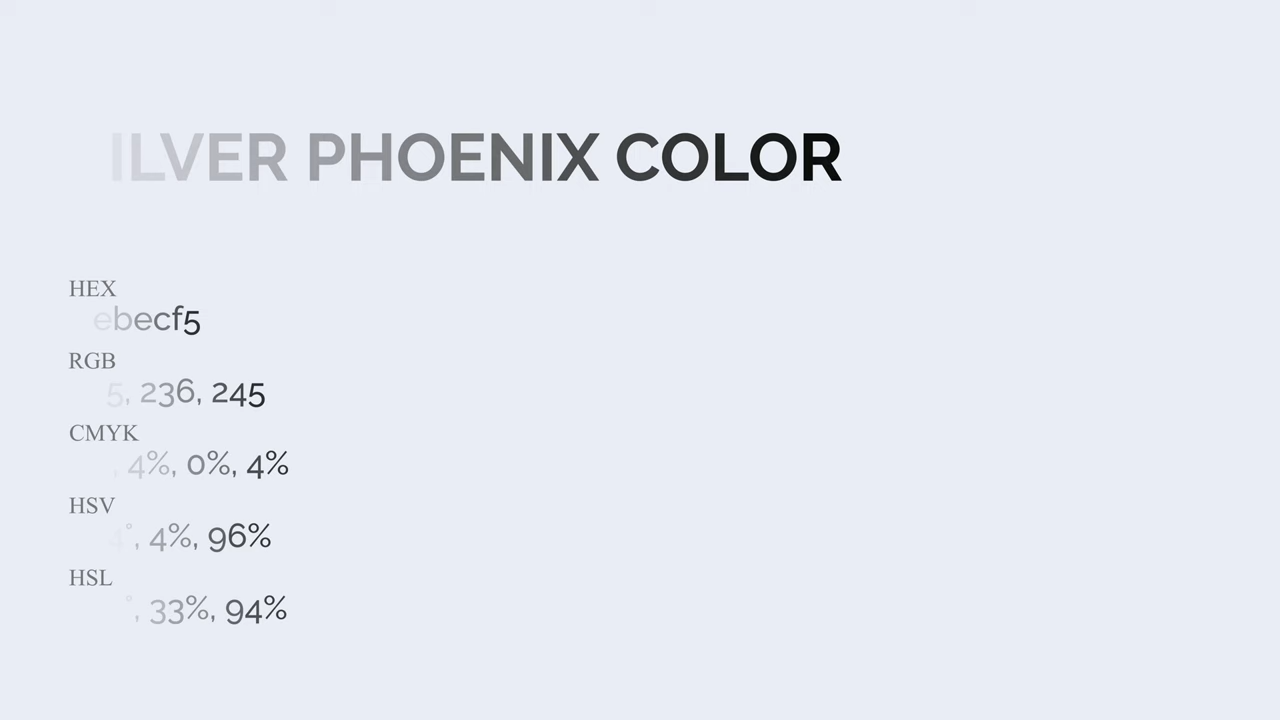 ILVER PHOENIX COLOR
HEX
ebecf5
RGB
5, 236, 245
CMYK
, 4%, 0%, 4%
HSV
4°, 4%, 96%
HSL
°, 33%, 94%